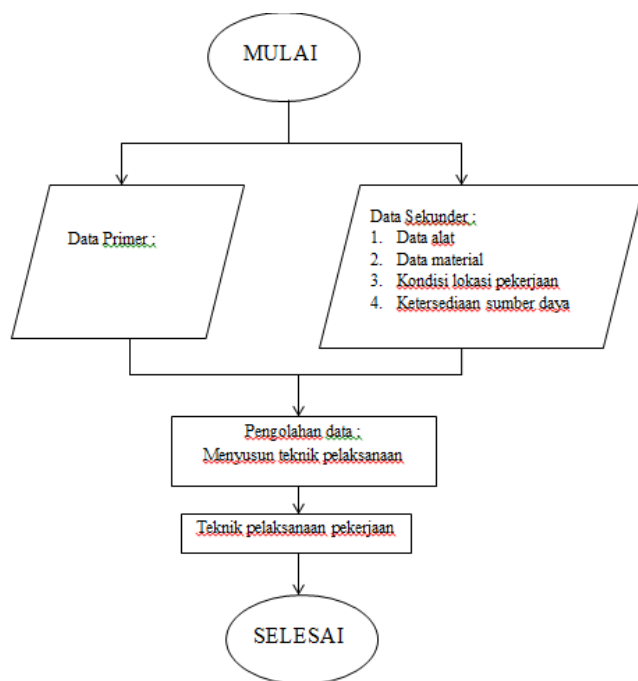 MULAI
Data Primer :
Data Sekunder :
1. Data alat
2. Data material
3. Kondisi lokasi pekerjaan
4. Ketersediaan sumber daya
Pengolahan data :
Menyusun teknik pelaksanaan
Teknik pelaksanaan pekerjaan
SELESAI